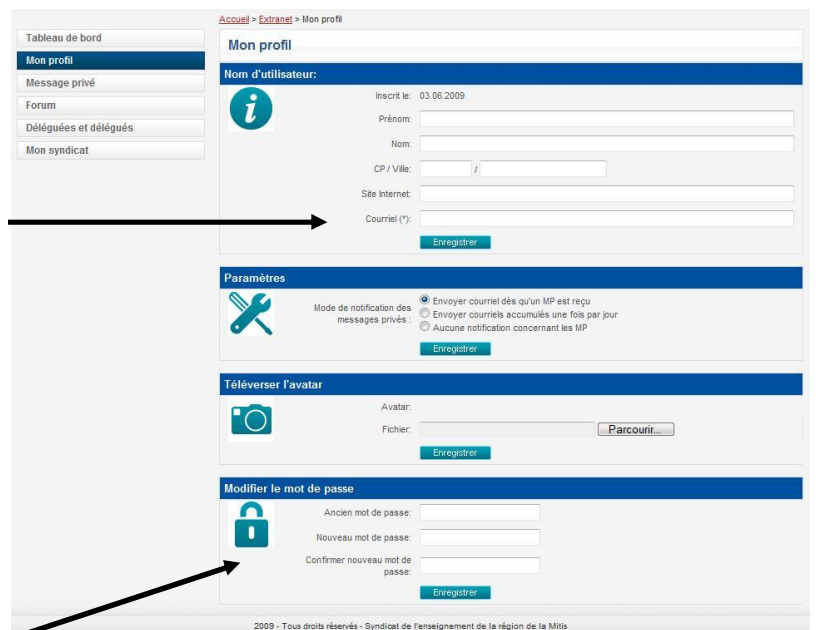 Accueil > Extranet > Mon profil
Tableau de bord
Mon profil
Message privé
Forum
Déléguées et délégués
Mon syndicat
Mon profil
Nom d'utilisateur:
Inscrit le: 03.06.2009
Prénom:
Nom:
CP / Ville: /
Site Internet:
Courriel (*):
Enregistrer
Paramètres
Mode de notification des
messages privés :
Envoyer courriel dès qu'un MP est reçu
Envoyer courriels accumulés une fois par jour
Aucune notification concernant les MP
Enregistrer
Téléverser l'avatar
Avatar:
Fichier: Parcourir...
Enregistrer
Modifier le mot de passe
Ancien mot de passe:
Nouveau mot de passe:
Confirmer nouveau mot de
passe:
Enregistrer
2009 - Tous droits réservés - Syndicat de l'enseignement de la région de la Mitis